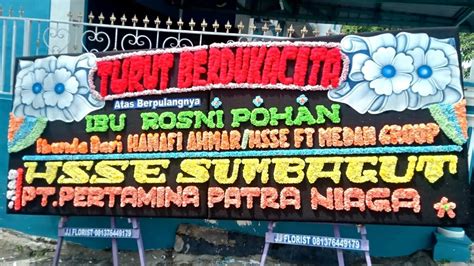 TURUT BERDUKACITA
Atas Berpulangnya
IBU ROSNI POHAN
Ibunda Dari HANAFI AHMAR/HSSE FT MEDAN GROUP
HSSE SUMBAGUT
PT.PERTAMINA PATRA NIAGA
JJ FLORIST 081376449179
JJ FLORIST 081376449179